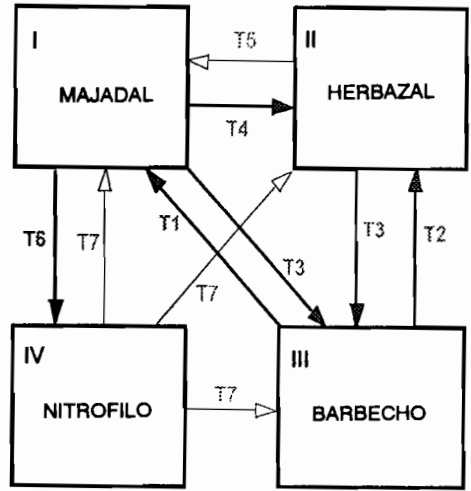 I
MAJADAL
T5
T4
II
HERBAZAL
T6
T7
T1
T3
T7
T3
T2
IV
NITROFILO
T7
III
BARBECHO